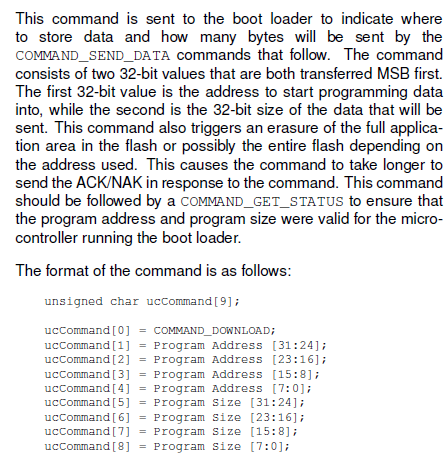 This command is sent to the boot loader to indicate where
to store data and how many bytes will be sent by the
COMMAND_SEND_DATA commands that follow. The command
consists of two 32-bit values that are both transferred MSB first.
The first 32-bit value is the address to start programming data
into, while the second is the 32-bit size of the data that will be
sent. This command also triggers an erasure of the full applica-
tion area in the flash or possibly the entire flash depending on
the address used. This causes the command to take longer to
send the ACK/NAK in response to the command. This command
should be followed by a COMMAND_GET_STATUS to ensure that
the program address and program size were valid for the micro-
controller running the boot loader.
The format of the command is as follows:
unsigned char ucCommand[9];
ucCommand[0] = COMMAND_DOWNLOAD;
ucCommand[1] = Program Address [31:24];
ucCommand[2] = Program Address [23:16];
ucCommand[3] = Program Address [15:8];
ucCommand[4] = Program Address [7:0];
ucCommand[5] = Program Size [31:24];
ucCommand[6] = Program Size [23:16];
ucCommand[7] = Program Size [15:8];
ucCommand[8] = Program Size [7:0];